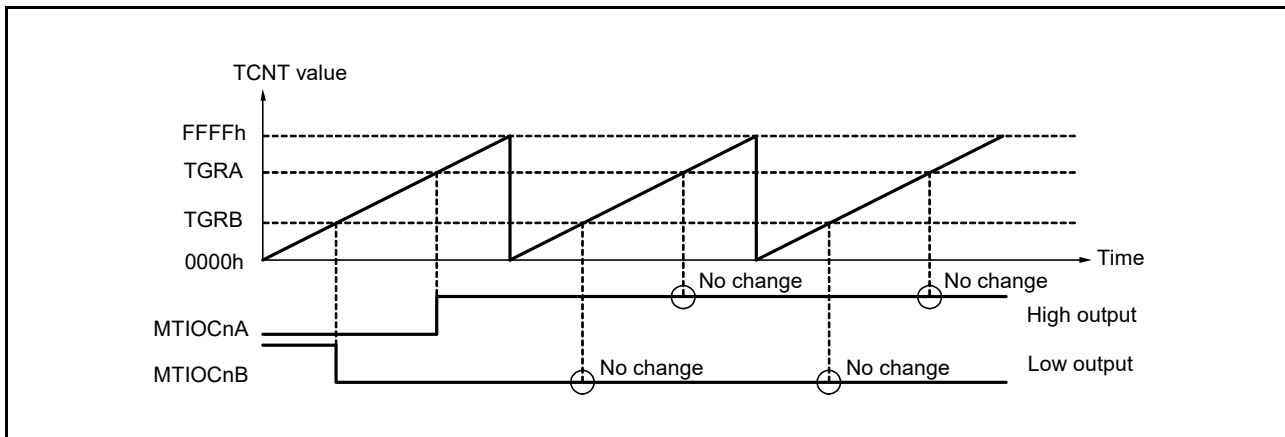 TCNT value
FFFFh
TGRA
TGRB
0000h
Time
No change
No change
MTIOCnA
High output
MTIOCnB
No change
No change
Low output